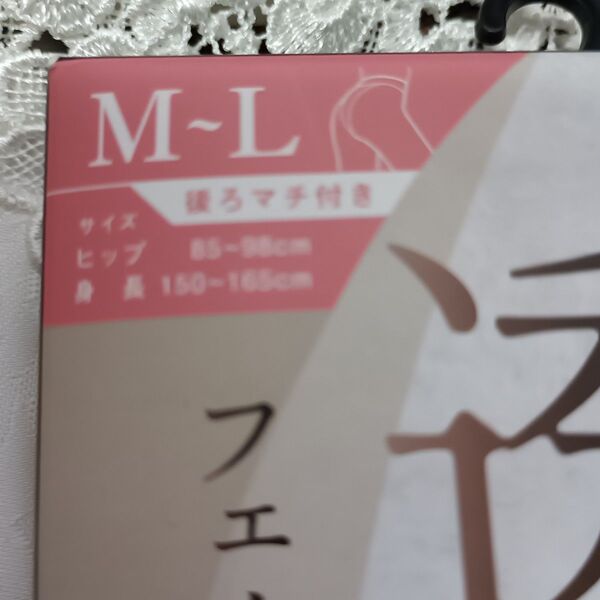 M~L
後ろマチ付き
サイズ
ヒップ 85~98cm
身長 150~165cm
フェ